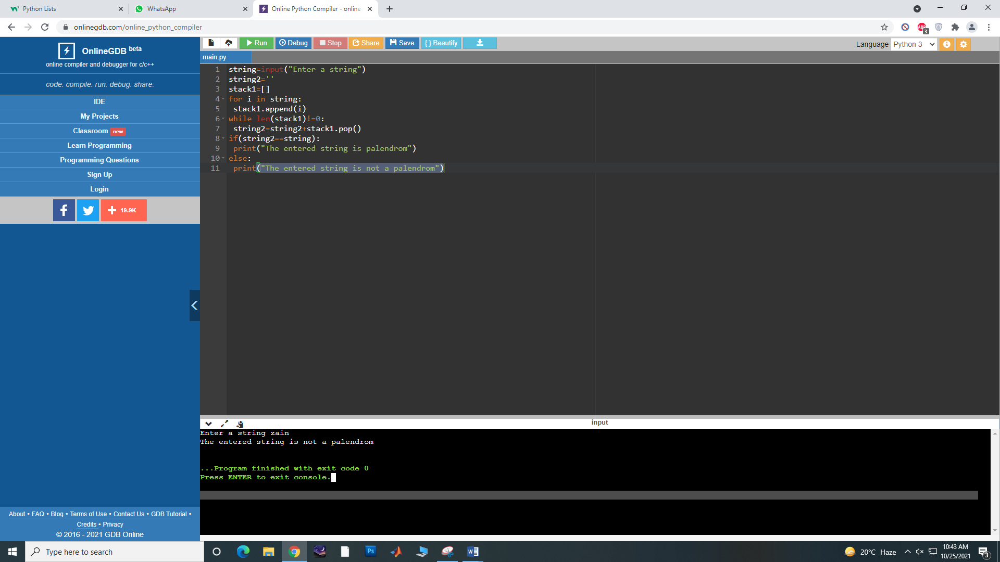 Python Lists
WhatsApp
Online Python Compiler - online
onlinegdb.com/online_python_compiler
ABP
3
OnlineGDB beta
online compiler and debugger for c/c++
code. compile. run. debug. share.
IDE
My Projects
Classroom new
Learn Programming
Programming Questions
Sign Up
Login
19.9K
About • FAQ • Blog • Terms of Use • Contact Us • GDB Tutorial •
Credits • Privacy
© 2016 - 2021 GDB Online
Run Debug Stop Share Save { } Beautify
Language Python 3
main.py
1 string=input("Enter a string")
2 string2=''
3 stack1=[]
4 for i in string:
5  stack1.append(i)
6 while len(stack1)!=0:
7  string2=string2+stack1.pop()
8 if(string2==string):
9  print("The entered string is palendrom")
10 else:
11  print("The entered string is not a palendrom")
input
Enter a string zain
The entered string is not a palendrom
...Program finished with exit code 0
Press ENTER to exit console.
Type here to search
Ps
20°C Haze
10:43 AM
10/25/2021
3